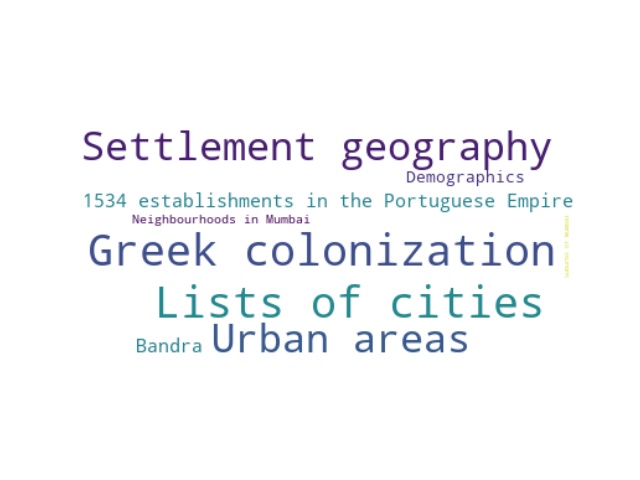 Settlement geography
Demographics
1534 establishments in the Portuguese Empire
Neighbourhoods in Mumbai
Greek colonization
Lists of cities
Bandra
Urban areas